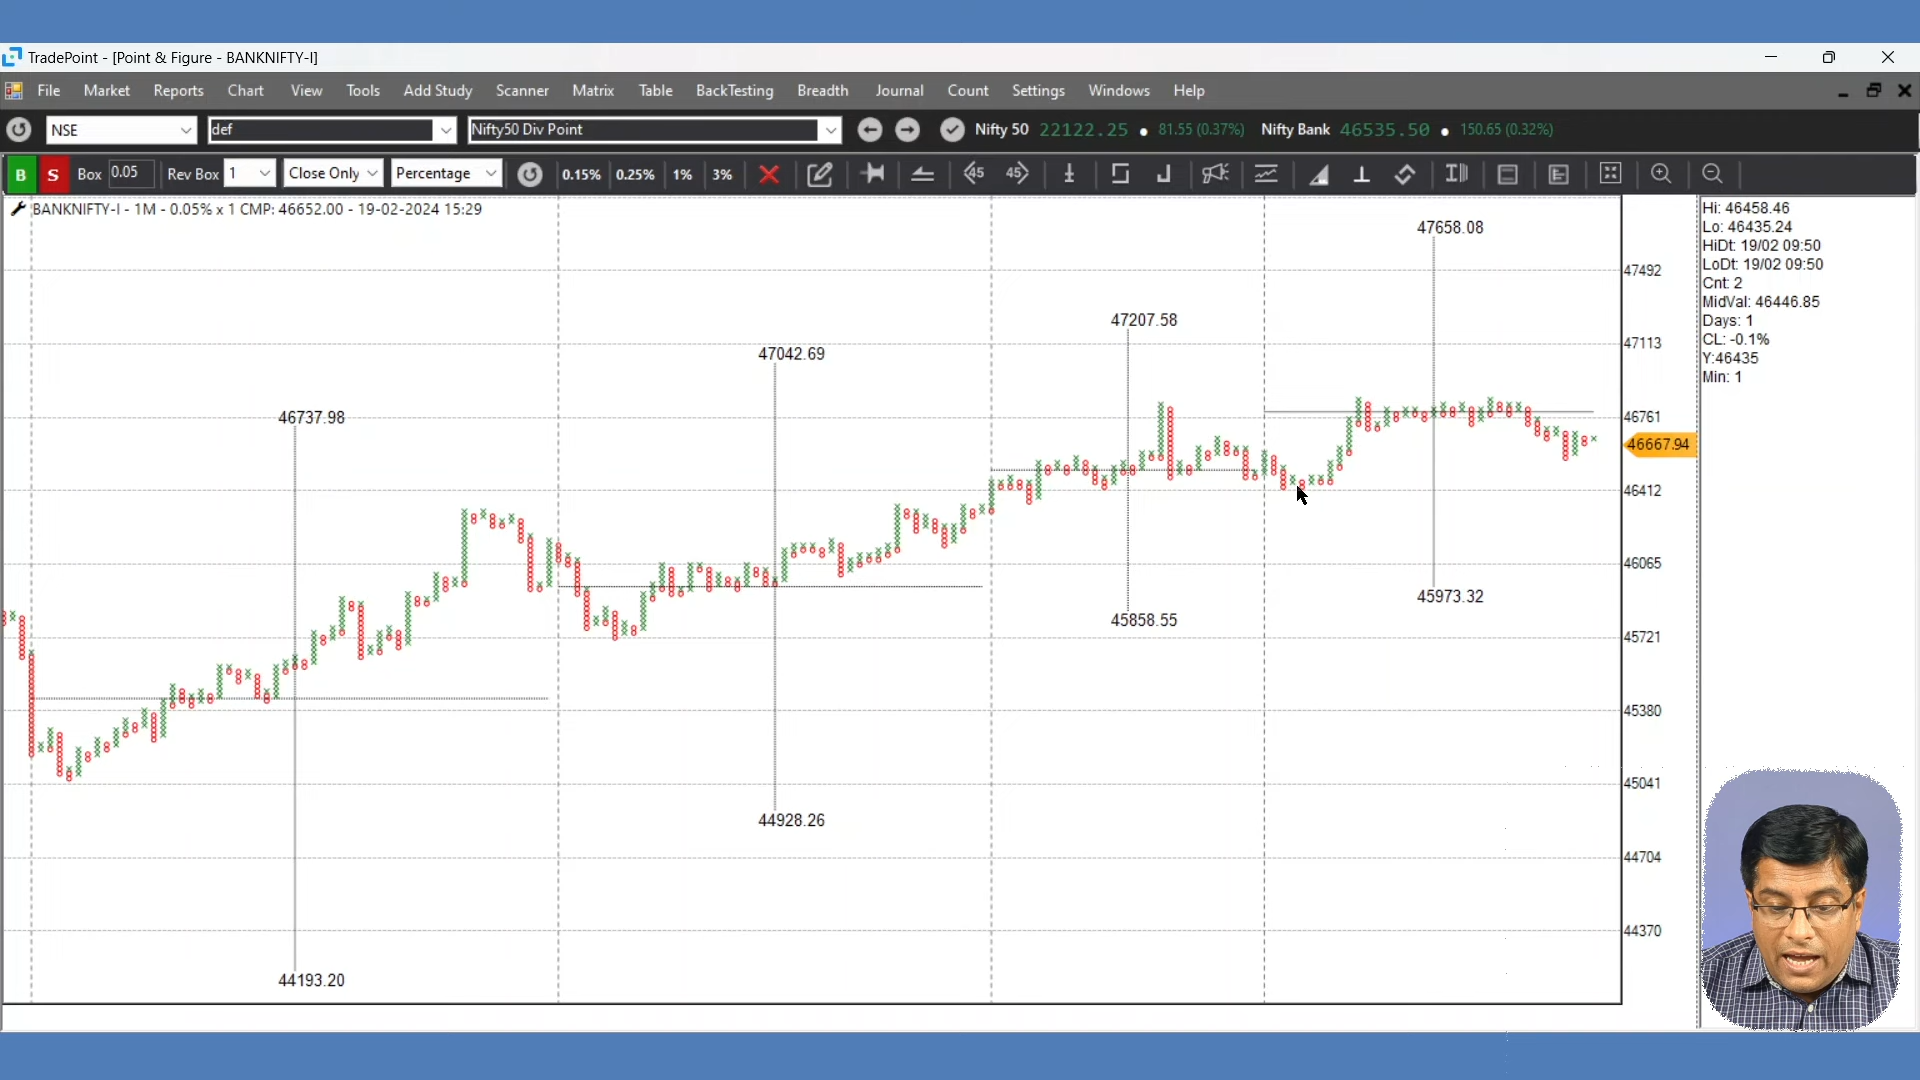 TradePoint - [Point & Figure - BANKNIFTY-I]
File Market Reports Chart View Tools Add Study Scanner Matrix Table BackTesting Breadth Journal Count Settings Windows Help
NSE def Nifty50 Div Point Nifty 50 22122.25 81.55 (0.37%) Nifty Bank 46535.50 150.65 (0.32%)
B S Box 0.05 Rev Box 1 Close Only Percentage 0.15% 0.25% 1% 3% 45 45
BANKNIFTY-I - 1M - 0.05% x 1 CMP: 46652.00 - 19-02-2024 15:29
47658.08
47207.58
47042.69
46737.98
45973.32
45858.55
44928.26
44193.20
47492
47113
46761
46667.94
46412
46065
45721
45380
45041
44704
44370
Hi: 46458.46
Lo: 46435.24
HiDt: 19/02 09:50
LoDt: 19/02 09:50
Cnt: 2
MidVal: 46446.85
Days: 1
CL: -0.1%
Y:46435
Min: 1